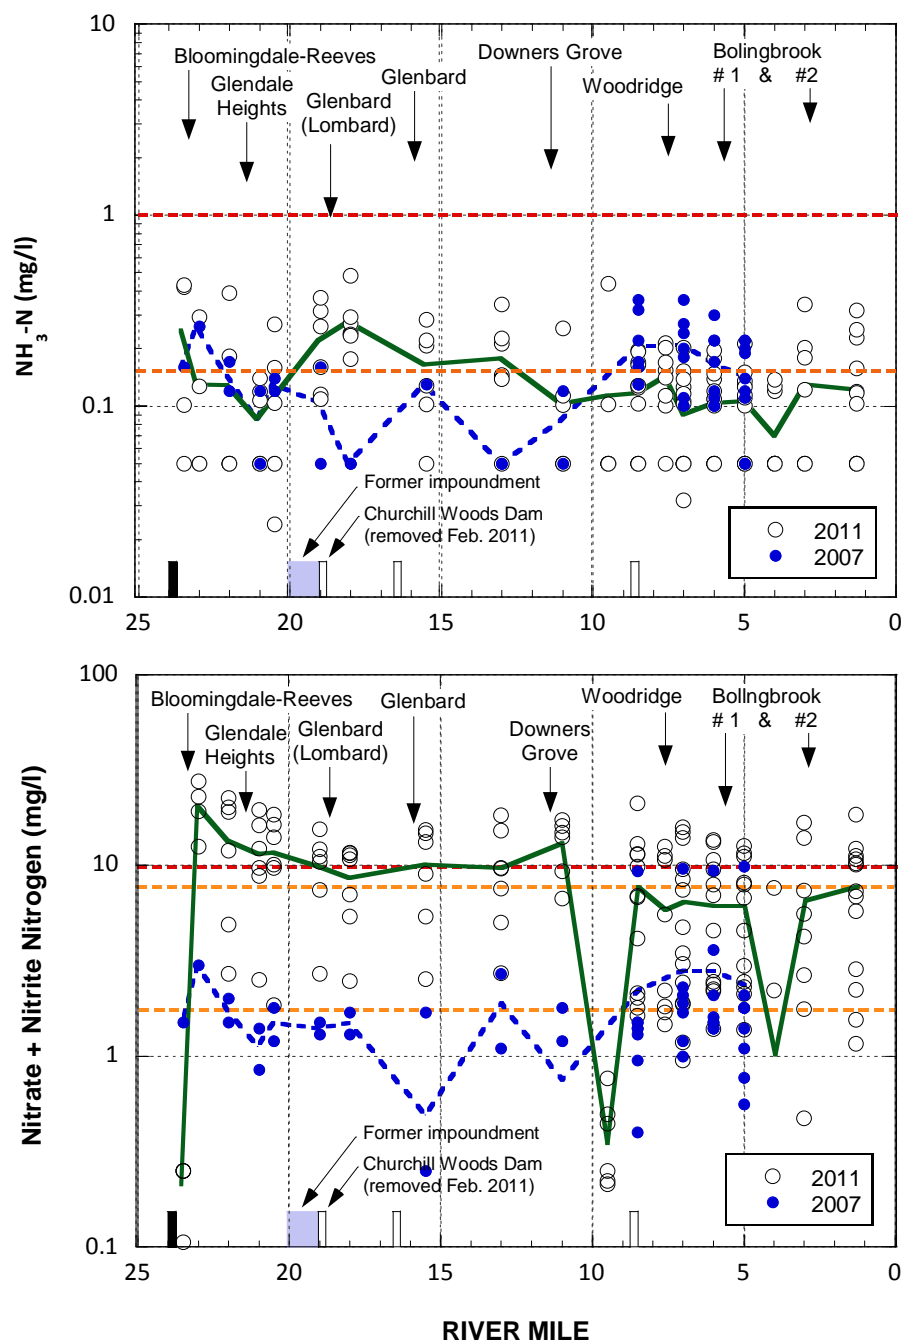 10
Bloomingdale-Reeves
Downers Grove
Bolingbrook
# 1 & #2
Glendale
Heights
Glenbard
Glenbard
(Lombard)
Woodridge
1
NH3-N (mg/l)
0.1
Former impoundment
Churchill Woods Dam
(removed Feb. 2011)
2011
2007
0.01
25 20 15 10 5 0
100
Bloomingdale-Reeves
Glenbard
Woodridge
BolIngbrook
# 1 & #2
Glendale
Heights
Glenbard
(Lombard)
Downers
Grove
10
Nitrate + Nitrite Nitrogen (mg/l)
1
Former impoundment
Churchill Woods Dam
(removed Feb. 2011)
2011
2007
0.1
25 20 15 10 5 0
RIVER MILE